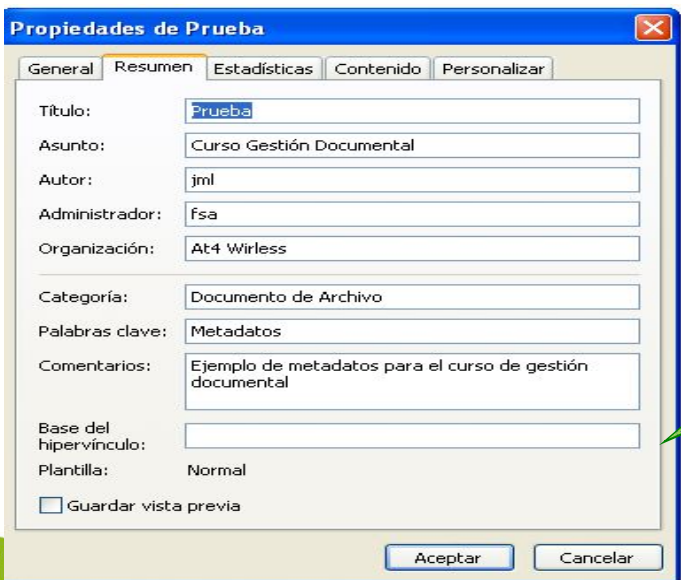 Propiedades de Prueba
General Resumen Estadísticas Contenido Personalizar
Título: Prueba
Asunto: Curso Gestión Documental
Autor: jml
Administrador: fsa
Organización: At4 Wirless
Categoría: Documento de Archivo
Palabras clave: Metadatos
Comentarios: Ejemplo de metadatos para el curso de gestión
documental
Base del
hipervínculo:
Plantilla: Normal
Guardar vista previa
Aceptar Cancelar